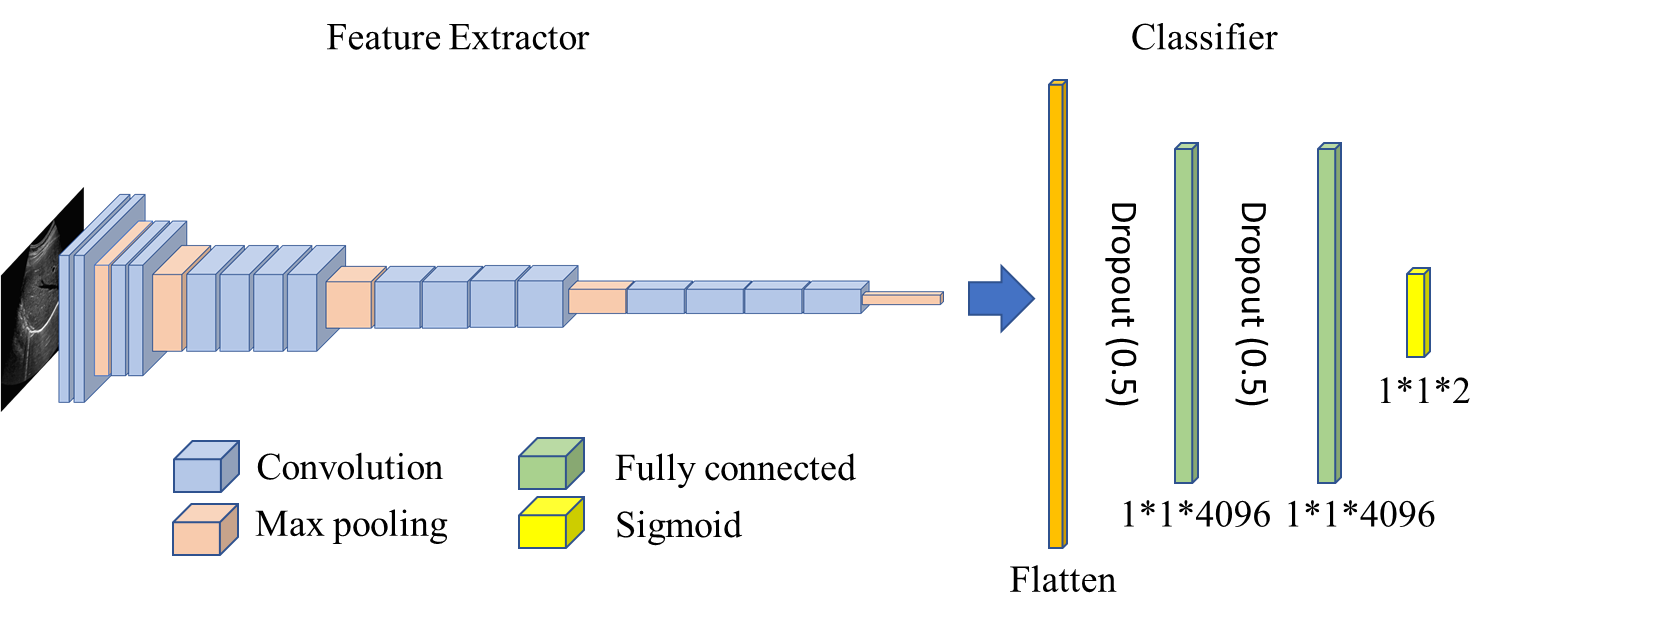 Feature Extractor
Classifier
Dropout (0.5)
Dropout (0.5)
1*1*2
Convolution
Fully connected
Max pooling
Sigmoid
1*1*4096
1*1*4096
Flatten